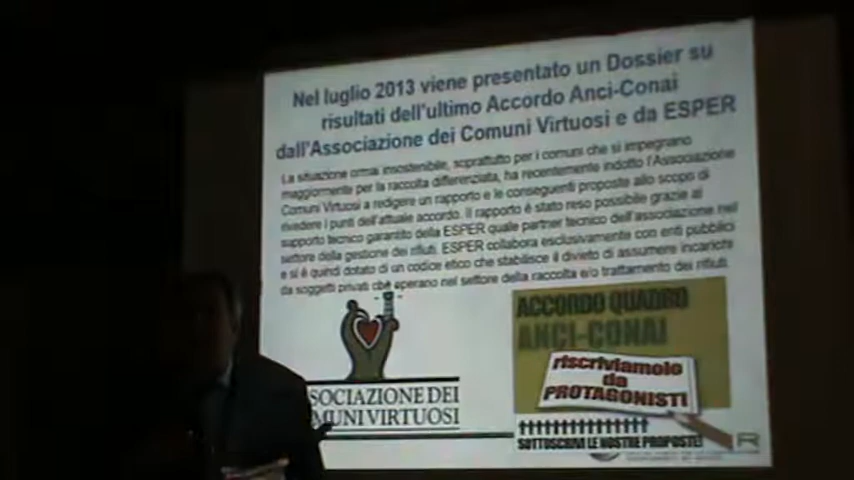 Nel luglio 2013 viene presentato un Dossier su
risultati dell'ultimo Accordo Anci-Conai
dall'Associazione dei Comuni Virtuosi e da ESPER
La situazione ormai insostenibile, soprattutto per i comuni che si impegnano
maggiormente per la raccolta differenziata, ha recentemente indotto l'Associazione
Comuni Virtuosi a redigere un rapporto e le conseguenti proposte allo scopo di
rivedere i punti dell'attuale accordo. Il rapporto è stato reso possibile grazie al
supporto tecnico garantito della ESPER quale partner tecnico dell'associazione nel
settore della gestione dei rifiuti. ESPER collabora esclusivamente con enti pubblici
e si è quindi dotato di un codice etico che stabilisce il divieto di assumere incarichi
da soggetti privati che operano nel settore della raccolta e/o trattamento dei rifiuti
SOCIAZIONE DEI
MUNI VIRTUOSI
ACCORDO QUADRO
ANCI-CONAI
riscriviamolo
da
PROTAGONISTI
SOTTOSCRIVI LE NOSTRE PROPOSTE!